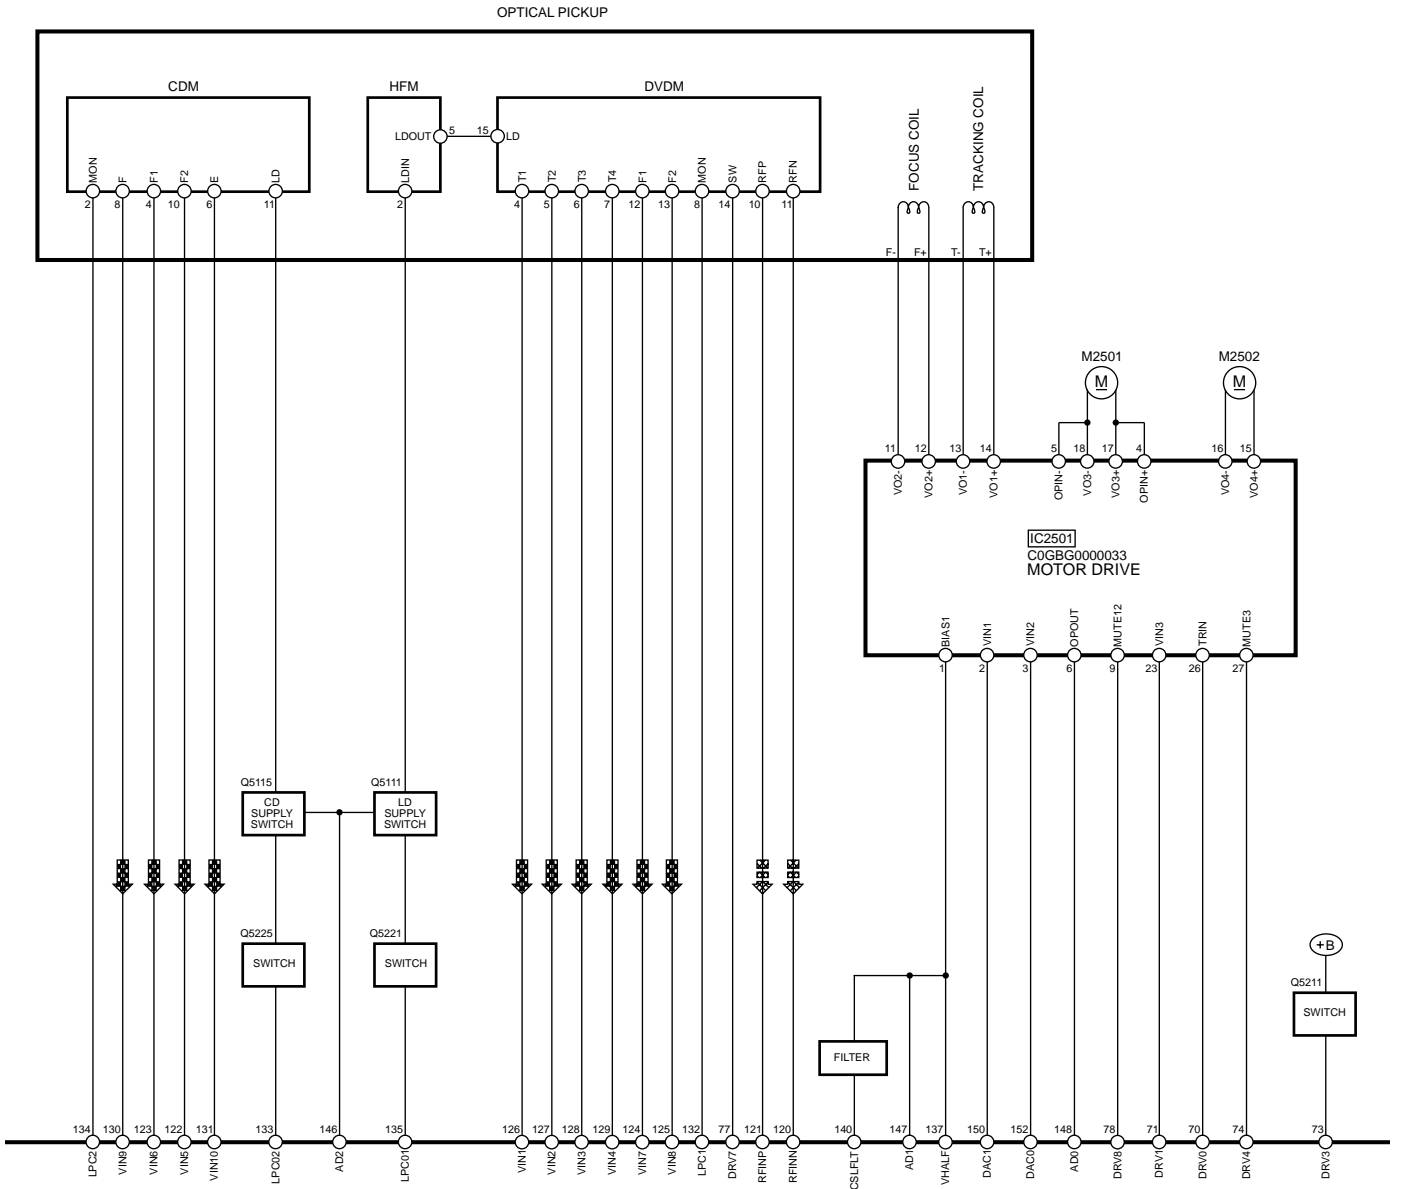 OPTICAL PICKUP
CDM
HFM
DVDM
FOCUS COIL
TRACKING COIL
LDOUT 5 15 LD
MON F F1 F2 E LD
LDIN
T1 T2 T3 T4 F1 F2 MON SW RFP RFN
2 8 4 10 6 11
2
4 5 6 7 12 13 8 14 10 11
F- F+ T- T+
M2501
M
M2502
M
11 12 13 14 5 18 17 4 16 15
VO2- VO2+ VO1- VO1+ OPIN- VO3- VO3+ OPIN+ VO4- VO4+
IC2501
C0GBG0000033
MOTOR DRIVE
BIAS1 VIN1 VIN2 OPOUT MUTE12 VIN3 TRIN MUTE3
1 2 3 6 9 23 26 27
Q5115
CD
SUPPLY
SWITCH
Q5111
LD
SUPPLY
SWITCH
Q5225
SWITCH
Q5221
SWITCH
+B
Q5211
SWITCH
FILTER
134 130 123 122 131 133 146 135 126 127 128 129 124 125 132 77 121 120 140 147 137 150 152 148 78 71 70 74 73
LPC2 VIN9 VIN6 VIN5 VIN10 LPC02 AD2 LPC01 VIN1 VIN2 VIN3 VIN4 VIN7 VIN8 LPC1 DRV7 RFINP RFINN CSLFLT AD1 VHALF DAC1 DAC0 AD0 DRV8 DRV1 DRV0 DRV4 DRV3